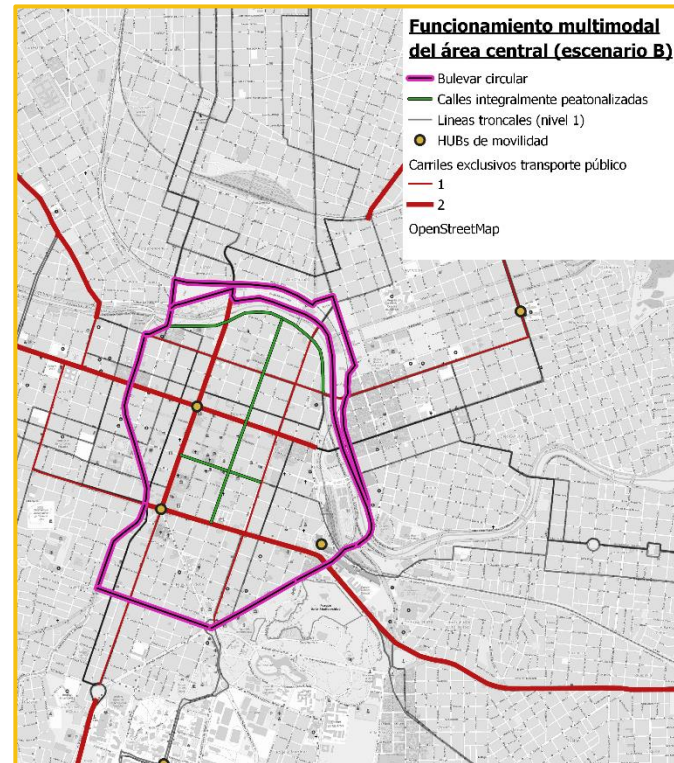 Funcionamiento multimodal
del área central (escenario B)
Bulevar circular
Calles integralmente peatonalizadas
Lineas troncales (nivel 1)
HUBs de movilidad
Carriles exclusivos transporte público
1
2
OpenStreetMap